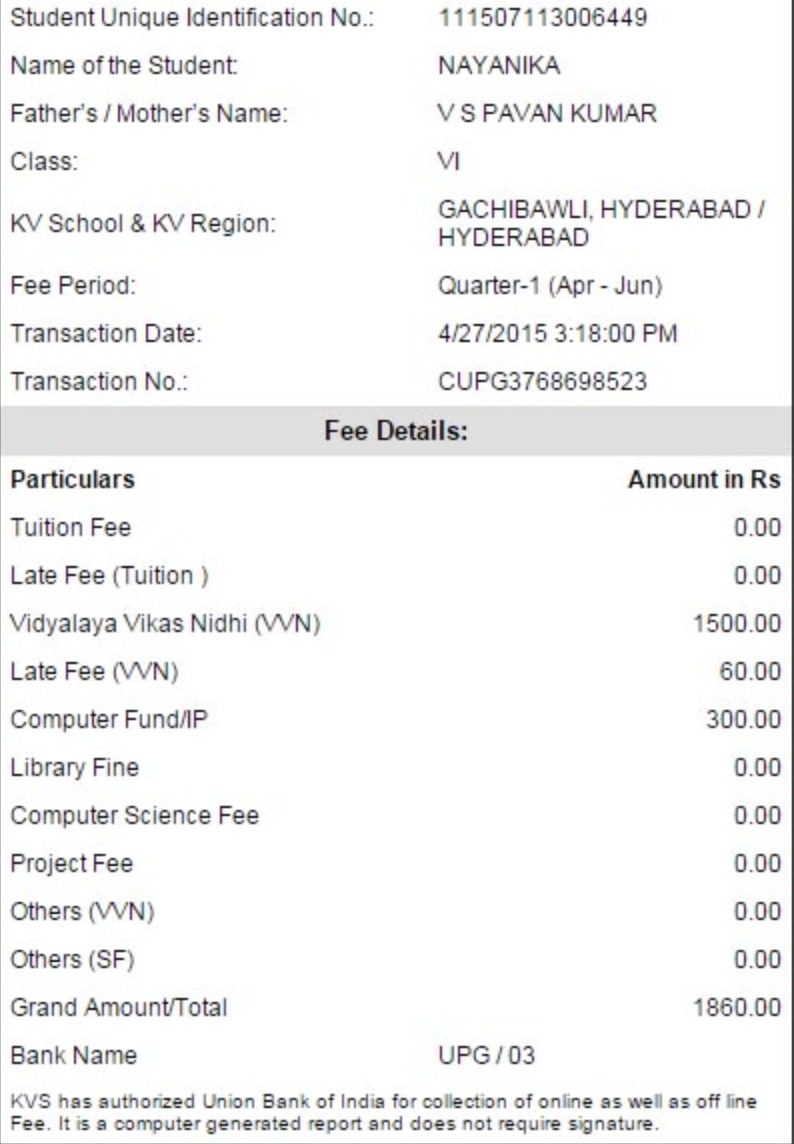 Student Unique Identification No.: 111507113006449
Name of the Student: NAYANIKA
Father's / Mother's Name: V S PAVAN KUMAR
Class: VI
KV School & KV Region: GACHIBAWLI, HYDERABAD /
HYDERABAD
Fee Period: Quarter-1 (Apr - Jun)
Transaction Date: 4/27/2015 3:18:00 PM
Transaction No.: CUPG3768698523
Fee Details:
Particulars Amount in Rs
Tuition Fee 0.00
Late Fee (Tuition ) 0.00
Vidyalaya Vikas Nidhi (VVN) 1500.00
Late Fee (VVN) 60.00
Computer Fund/IP 300.00
Library Fine 0.00
Computer Science Fee 0.00
Project Fee 0.00
Others (VVN) 0.00
Others (SF) 0.00
Grand Amount/Total 1860.00
Bank Name UPG / 03
KVS has authorized Union Bank of India for collection of online as well as off line
Fee. It is a computer generated report and does not require signature.